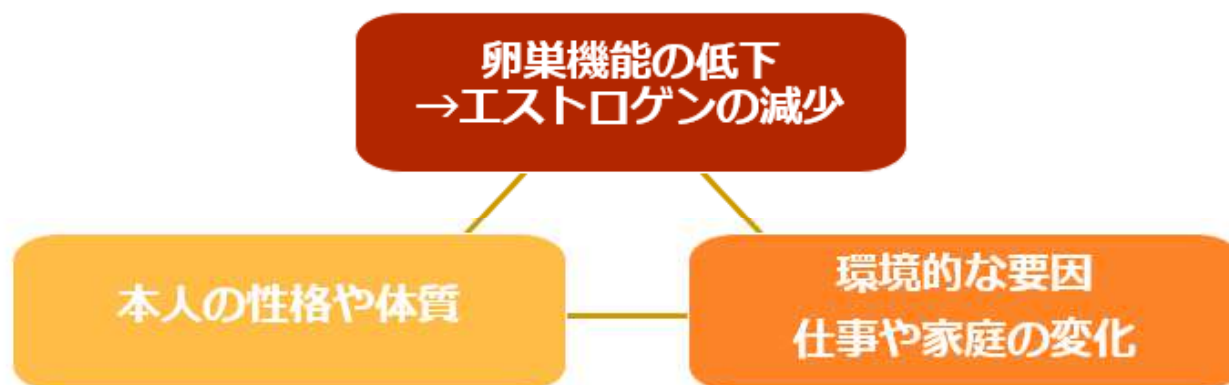 卵巣機能の低下
→エストロゲンの減少
本人の性格や体質
環境的な要因
仕事や家庭の変化